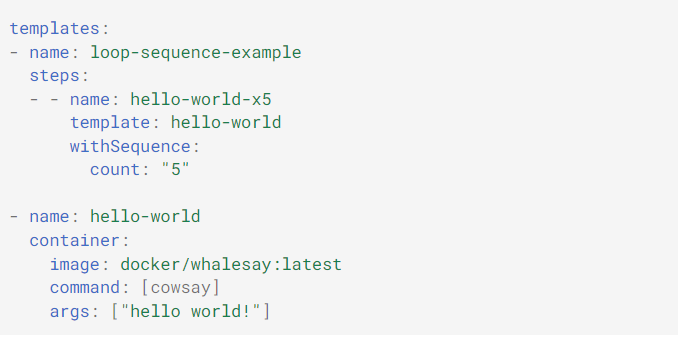 templates:
- name: loop-sequence-example
  steps:
  - - name: hello-world-x5
      template: hello-world
      withSequence:
        count: "5"

- name: hello-world
  container:
    image: docker/whalesay:latest
    command: [cowsay]
    args: ["hello world!"]